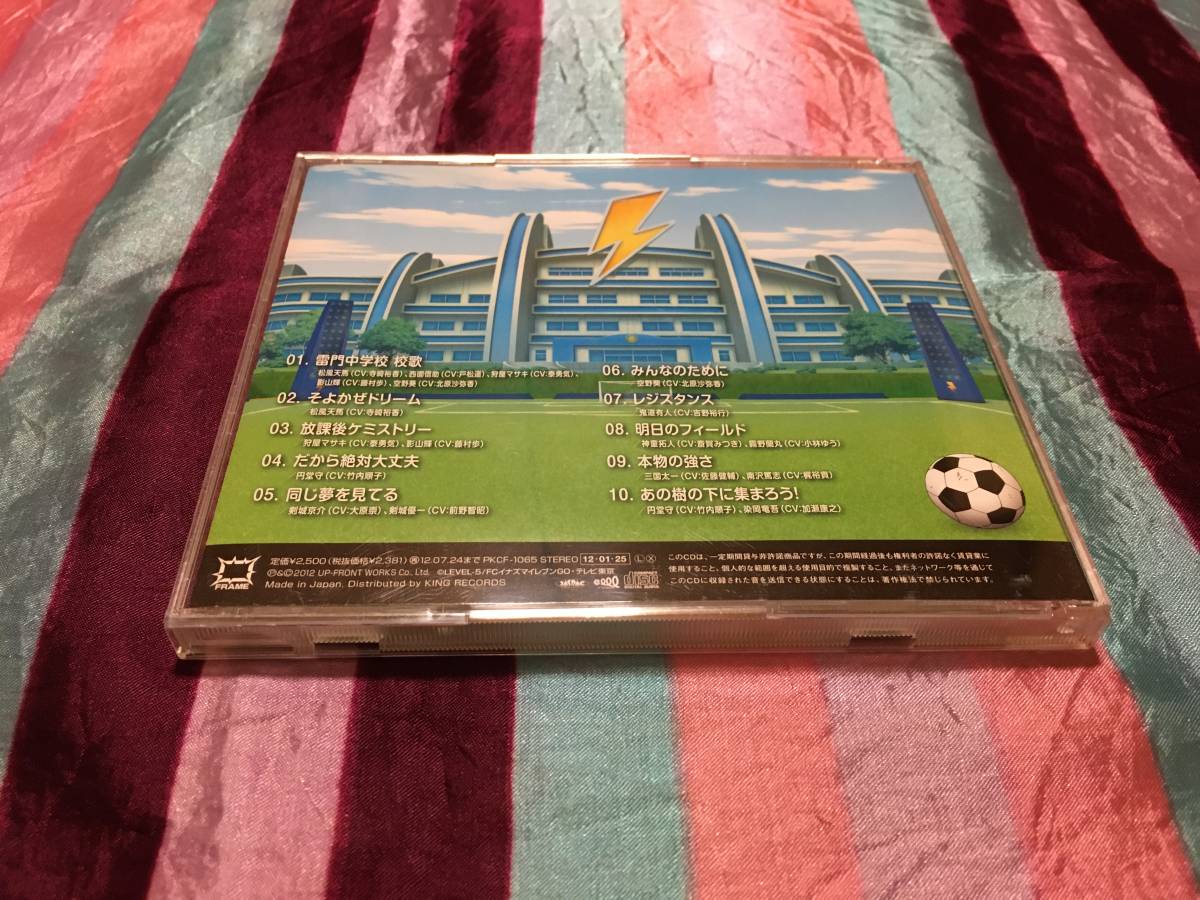 01. 雷門中学校 校歌
松風天馬(CV:寺崎裕香)、西園信助(CV:戸松遥)、狩屋マサキ(CV:泰勇気)、
影山輝(CV:藤村歩)、空野葵(CV:北原沙弥香)
02. そよかぜドリーム
松風天馬(CV:寺崎裕香)
03. 放課後ケミストリー
狩屋マサキ(CV:泰勇気)、影山輝(CV:藤村歩)
04. だから絶対大丈夫
円堂守(CV:竹内順子)
05. 同じ夢を見てる
剣城京介(CV:大原崇)、剣城優一(CV:前野智昭)
06. みんなのために
空野葵(CV:北原沙弥香)
07. レジスタンス
鬼道有人(CV:吉野裕行)
08. 明日のフィールド
神童拓人(CV:斎賀みつき)、霧野蘭丸(CV:小林ゆう)
09. 本物の強さ
三国太一(CV:佐藤健輔)、南沢篤志(CV:梶裕貴)
10. あの樹の下に集まろう!
円堂守(CV:竹内順子)、染岡竜吾(CV:加瀬康之)
FRAME
定価¥2,500(税抜価格¥2,381) 再12.07.24まで PKCF-1065 STEREO 12・01・25 L X
℗&©2012 UP-FRONT WORKS Co., Ltd. ©LEVEL-5/FCイナズマイレブンGO・テレビ東京
Made in Japan. Distributed by KING RECORDS
COMPACT disc DIGITAL AUDIO
このCDは、一定期間貸与非許諾商品ですが、この期間経過後も権利者の許諾なく賃貸業に
使用すること、個人的な範囲を超える使用目的で複製すること、またネットワーク等を通じて
このCDに収録された音を送信できる状態にすることは、著作権法で禁じられています。